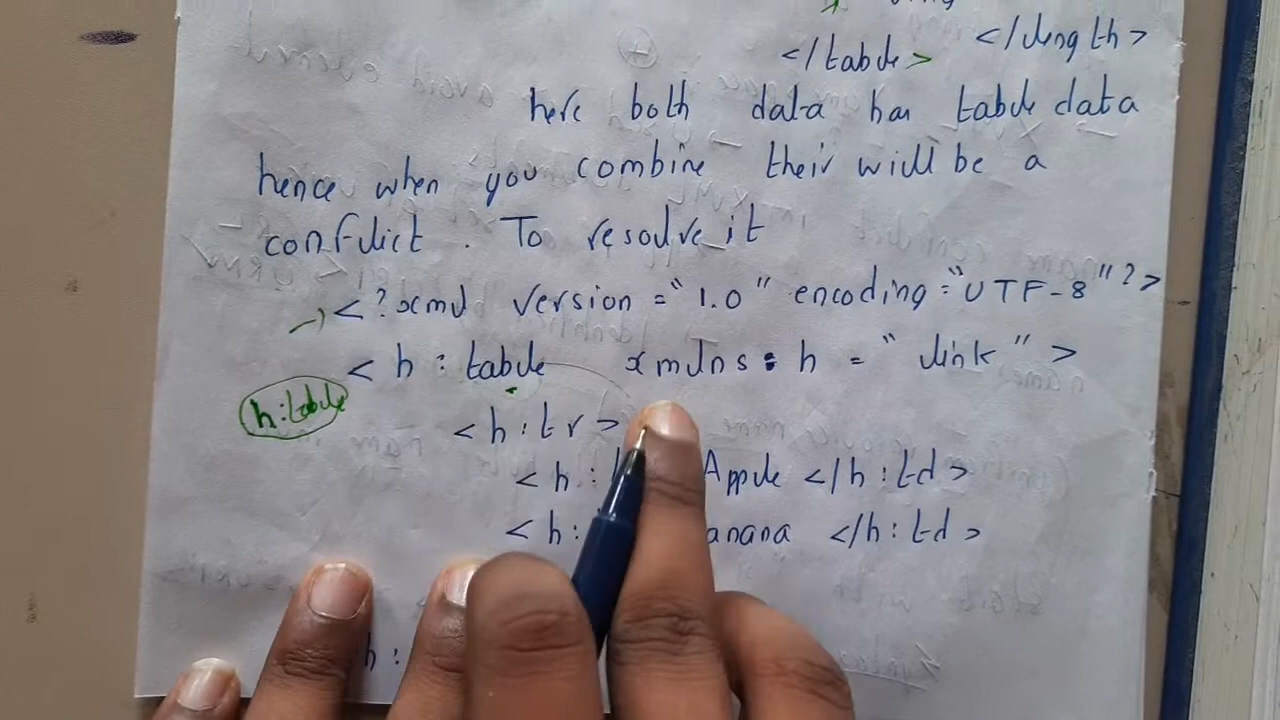 </length>
</table>
here both data has table data
hence when you combine their will be a
conflict . To resolve it
<?xml version="1.0" encoding="UTF-8"?>
<h:table xmlns:h = "link">
h:table
<h:tr>
<h: Apple </h:td>
<h: anana </h:td>
h: